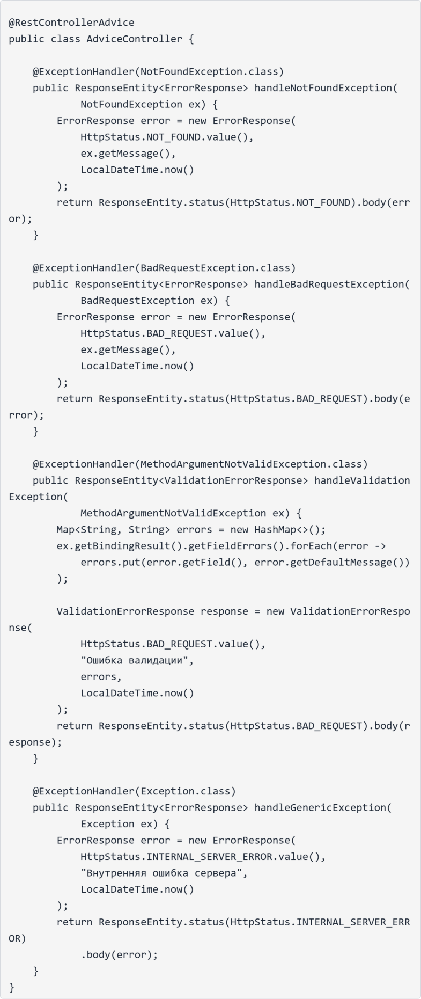 @RestControllerAdvice
public class AdviceController {

    @ExceptionHandler(NotFoundException.class)
    public ResponseEntity<ErrorResponse> handleNotFoundException(
            NotFoundException ex) {
        ErrorResponse error = new ErrorResponse(
            HttpStatus.NOT_FOUND.value(),
            ex.getMessage(),
            LocalDateTime.now()
        );
        return ResponseEntity.status(HttpStatus.NOT_FOUND).body(err
or);
    }

    @ExceptionHandler(BadRequestException.class)
    public ResponseEntity<ErrorResponse> handleBadRequestException(
            BadRequestException ex) {
        ErrorResponse error = new ErrorResponse(
            HttpStatus.BAD_REQUEST.value(),
            ex.getMessage(),
            LocalDateTime.now()
        );
        return ResponseEntity.status(HttpStatus.BAD_REQUEST).body(e
rror);
    }

    @ExceptionHandler(MethodArgumentNotValidException.class)
    public ResponseEntity<ValidationErrorResponse> handleValidation
Exception(
            MethodArgumentNotValidException ex) {
        Map<String, String> errors = new HashMap<>();
        ex.getBindingResult().getFieldErrors().forEach(error ->
            errors.put(error.getField(), error.getDefaultMessage())
        );

        ValidationErrorResponse response = new ValidationErrorRespo
nse(
            HttpStatus.BAD_REQUEST.value(),
            "Ошибка валидации",
            errors,
            LocalDateTime.now()
        );
        return ResponseEntity.status(HttpStatus.BAD_REQUEST).body(r
esponse);
    }

    @ExceptionHandler(Exception.class)
    public ResponseEntity<ErrorResponse> handleGenericException(
            Exception ex) {
        ErrorResponse error = new ErrorResponse(
            HttpStatus.INTERNAL_SERVER_ERROR.value(),
            "Внутренняя ошибка сервера",
            LocalDateTime.now()
        );
        return ResponseEntity.status(HttpStatus.INTERNAL_SERVER_ERR
OR)
            .body(error);
    }
}